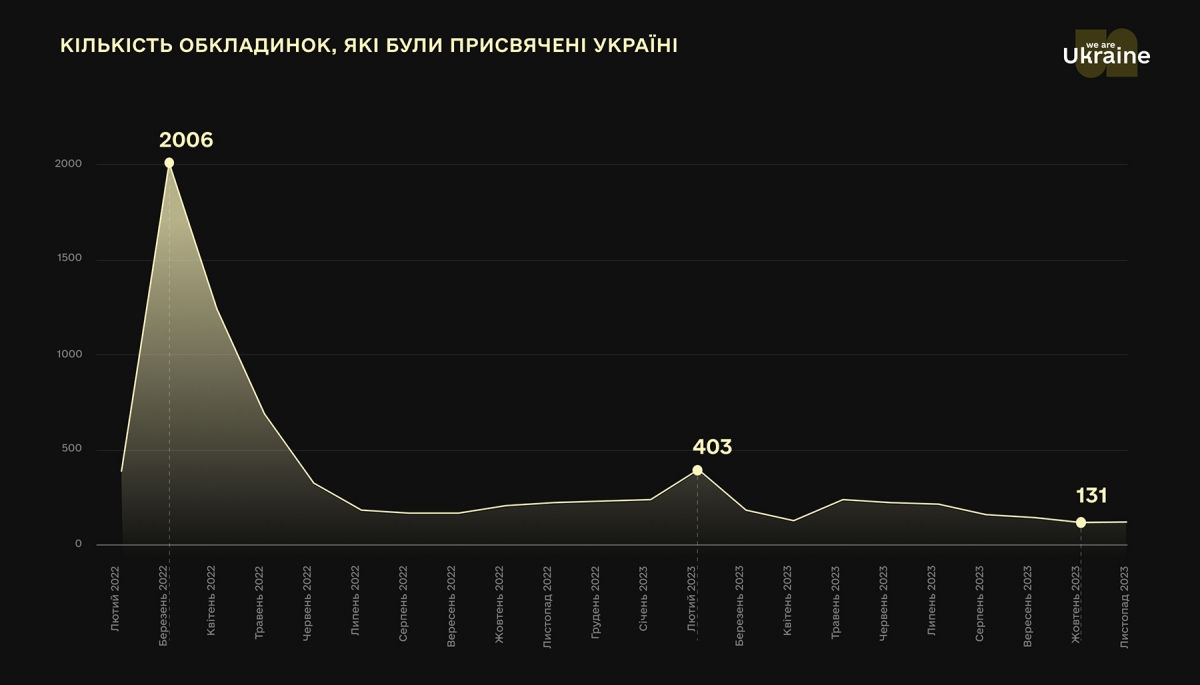 КІЛЬКІСТЬ ОБКЛАДИНОК, ЯКІ БУЛИ ПРИСВЯЧЕНІ УКРАЇНІ
we are
Ukraine
2006
2000
1500
1000
500
403
131
0
Лютий 2022
Березень 2022
Квітень 2022
Травень 2022
Червень 2022
Липень 2022
Серпень 2022
Вересень 2022
Жовтень 2022
Листопад 2022
Грудень 2022
Січень 2023
Лютий 2023
Березень 2023
Квітень 2023
Травень 2023
Червень 2023
Липень 2023
Серпень 2023
Вересень 2023
Жовтень 2023
Листопад 2023